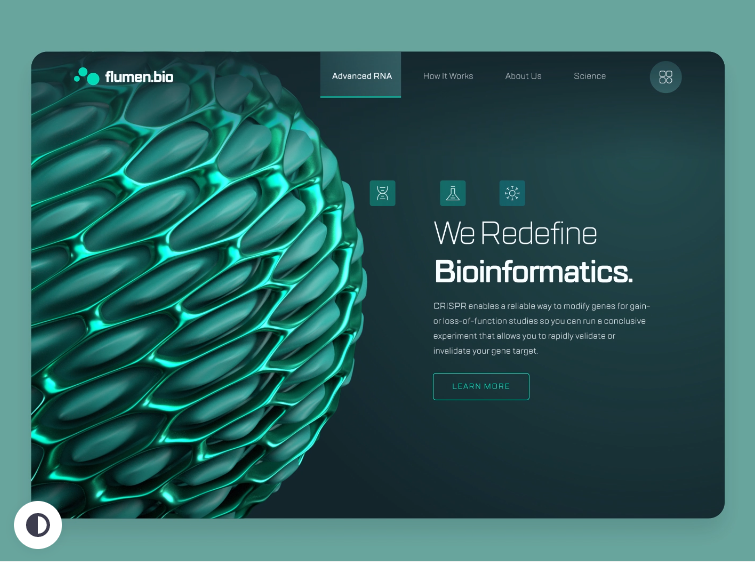 flumen.bio
Advanced RNA
How It Works
About Us
Science
We Redefine
Bioinformatics.
CRISPR enables a reliable way to modify genes for gain-
or loss-of-function studies so you can run e conclusive
experiment that allows you to rapidly velidate or
invelidate your gene target.
LEARN MORE